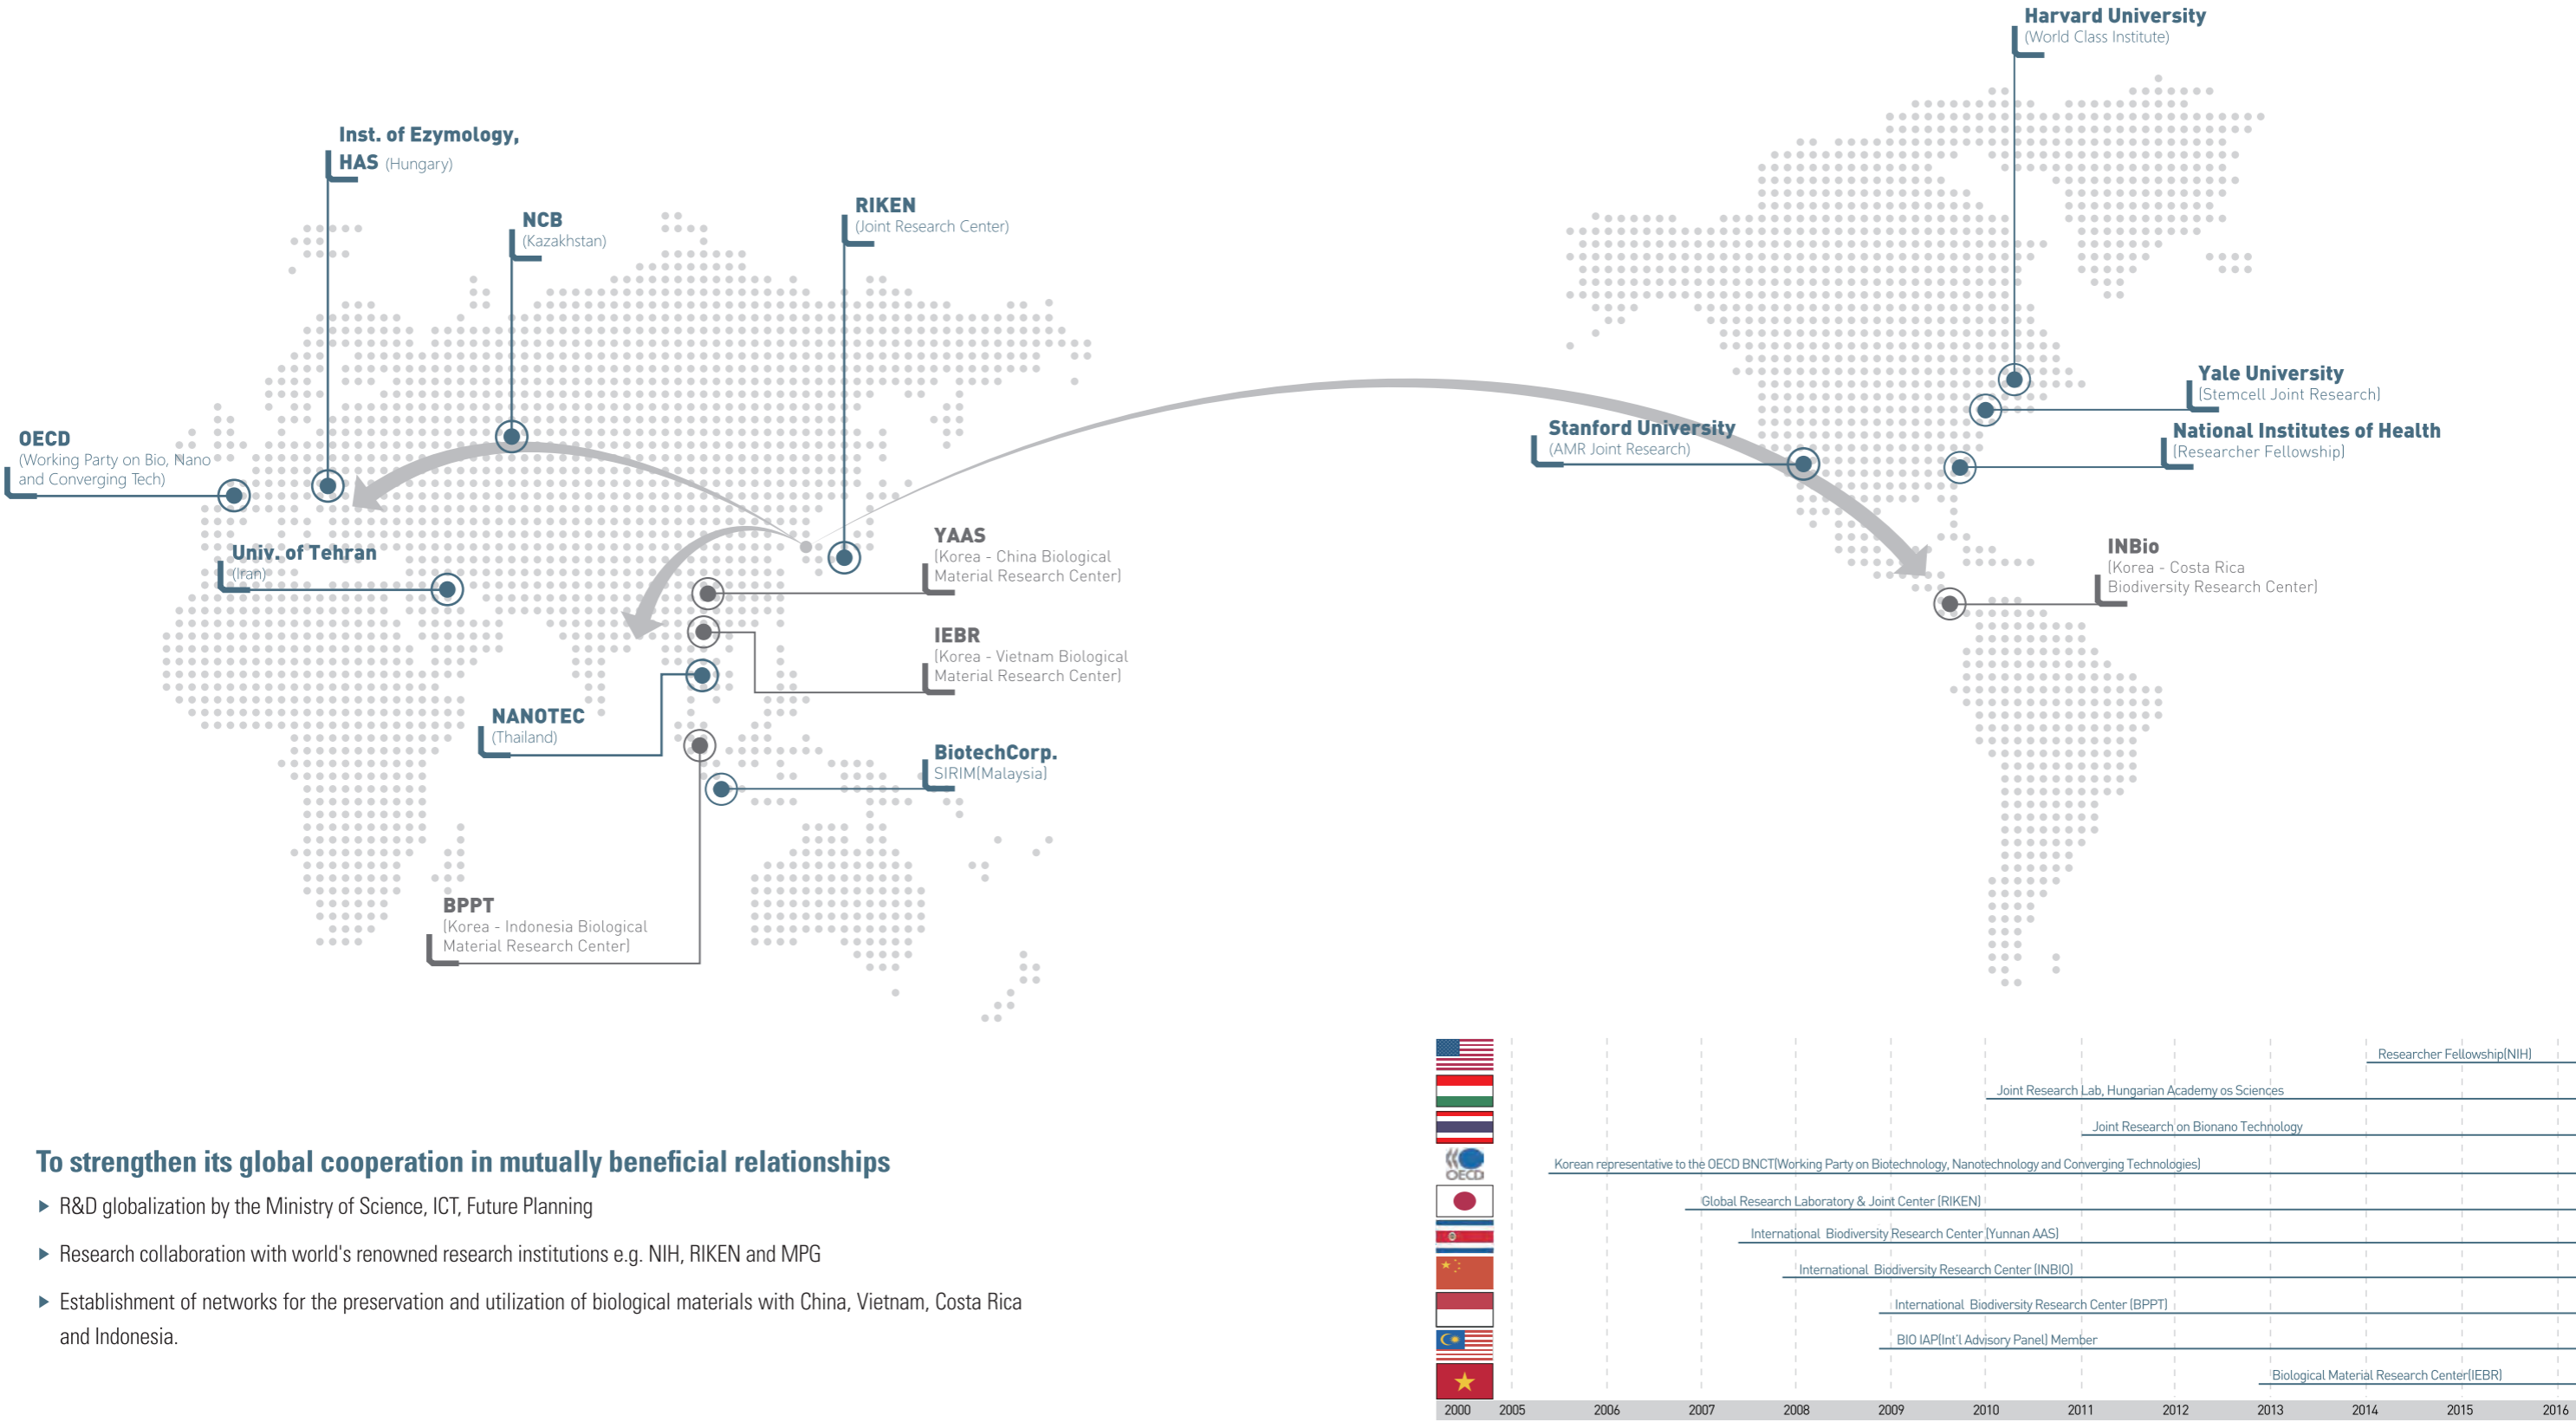 Harvard University
(World Class Institute)
Inst. of Ezymology,
HAS (Hungary)
NCB
(Kazakhstan)
RIKEN
(Joint Research Center)
OECD
(Working Party on Bio, Nano
and Converging Tech)
Yale University
(Stemcell Joint Research)
Stanford University
(AMR Joint Research)
National Institutes of Health
(Researcher Fellowship)
Univ. of Tehran
(Iran)
YAAS
(Korea - China Biological
Material Research Center)
INBio
(Korea - Costa Rica
Biodiversity Research Center)
IEBR
(Korea - Vietnam Biological
Material Research Center)
NANOTEC
(Thailand)
BiotechCorp.
SIRIM(Malaysia)
BPPT
(Korea - Indonesia Biological
Material Research Center)
To strengthen its global cooperation in mutually beneficial relationships
▶ R&D globalization by the Ministry of Science, ICT, Future Planning
▶ Research collaboration with world's renowned research institutions e.g. NIH, RIKEN and MPG
▶ Establishment of networks for the preservation and utilization of biological materials with China, Vietnam, Costa Rica
and Indonesia.
Researcher Fellowship(NIH)
Joint Research Lab, Hungarian Academy os Sciences
Joint Research on Bionano Technology
OECD
Korean representative to the OECD BNCT(Working Party on Biotechnology, Nanotechnology and Converging Technologies)
Global Research Laboratory & Joint Center (RIKEN)
International Biodiversity Research Center (Yunnan AAS)
International Biodiversity Research Center (INBIO)
International Biodiversity Research Center (BPPT)
BIO IAP(Int'l Advisory Panel) Member
Biological Material Research Center(IEBR)
2000 2005 2006 2007 2008 2009 2010 2011 2012 2013 2014 2015 2016